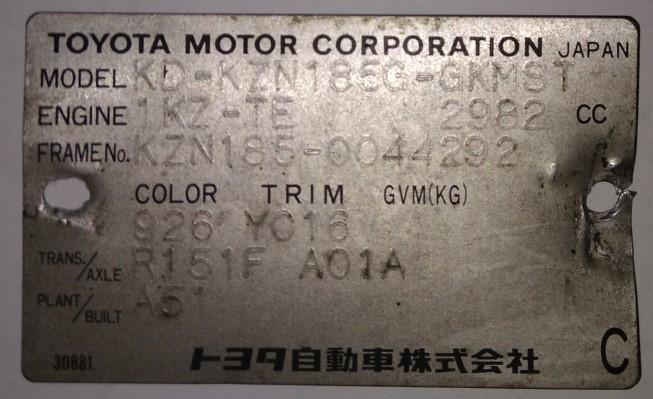 TOYOTA MOTOR CORPORATION JAPAN
MODEL KD-KZN185G-GKMST
ENGINE 1KZ-TE 2982 CC
FRAME No. KZN185-0044292
COLOR TRIM GVM(KG)
926 YC16
TRANS./AXLE R151F A01A
PLANT/BUILT A51
30881 トヨタ自動車株式会社 C